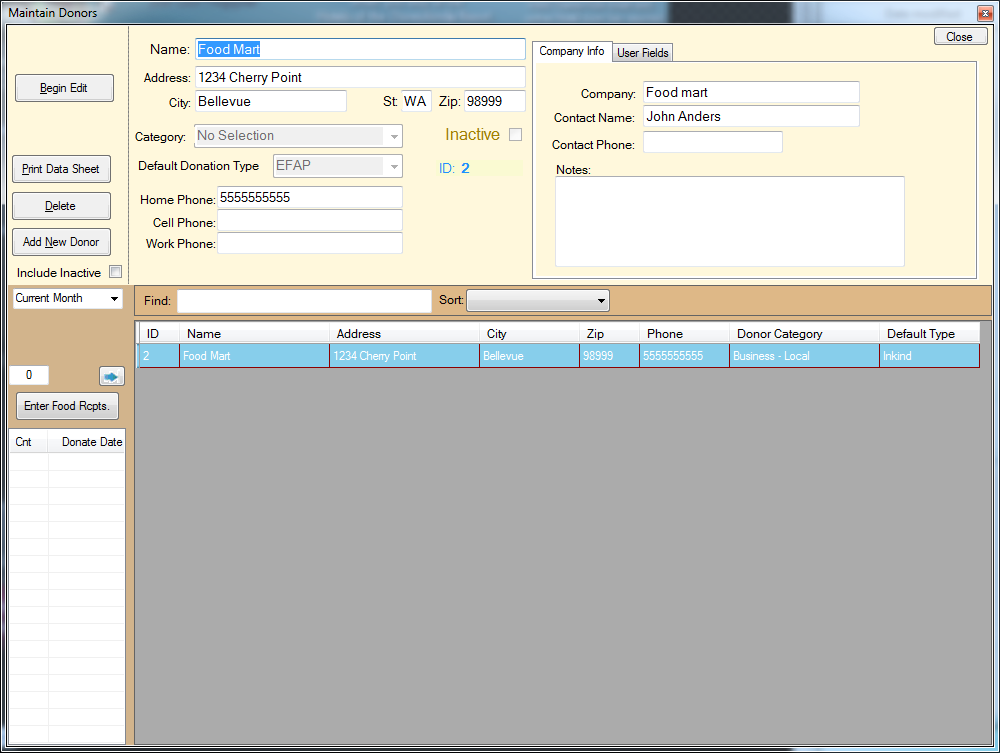 Maintain Donors
Close
Begin Edit
Print Data Sheet
Delete
Add New Donor
Include Inactive
Name: Food Mart
Address: 1234 Cherry Point
City: Bellevue St: WA Zip: 98999
Category: No Selection Inactive
Default Donation Type EFAP ID: 2
Home Phone: 5555555555
Cell Phone:
Work Phone:
Company Info User Fields
Company: Food mart
Contact Name: John Anders
Contact Phone:
Notes:
Current Month
Find: Sort:
0
Enter Food Rcpts.
Cnt Donate Date
ID Name Address City Zip Phone Donor Category Default Type
2 Food Mart 1234 Cherry Point Bellevue 98999 5555555555 Business - Local Inkind